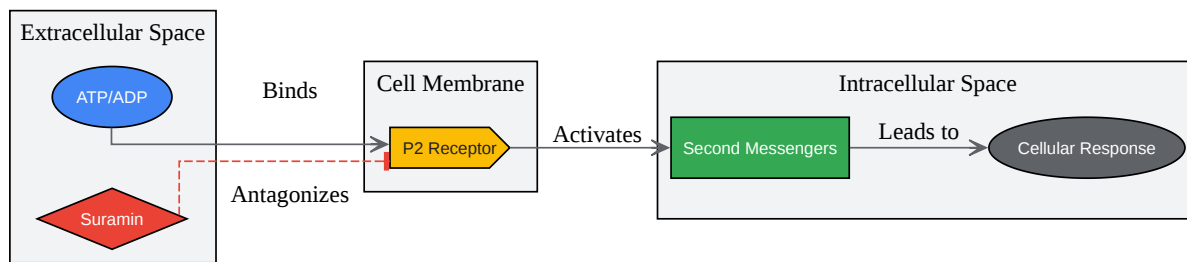 Extracellular Space
ATP/ADP
Suramin
Binds
Antagonizes
Cell Membrane
P2 Receptor
Activates
Intracellular Space
Second Messengers
Leads to
Cellular Response